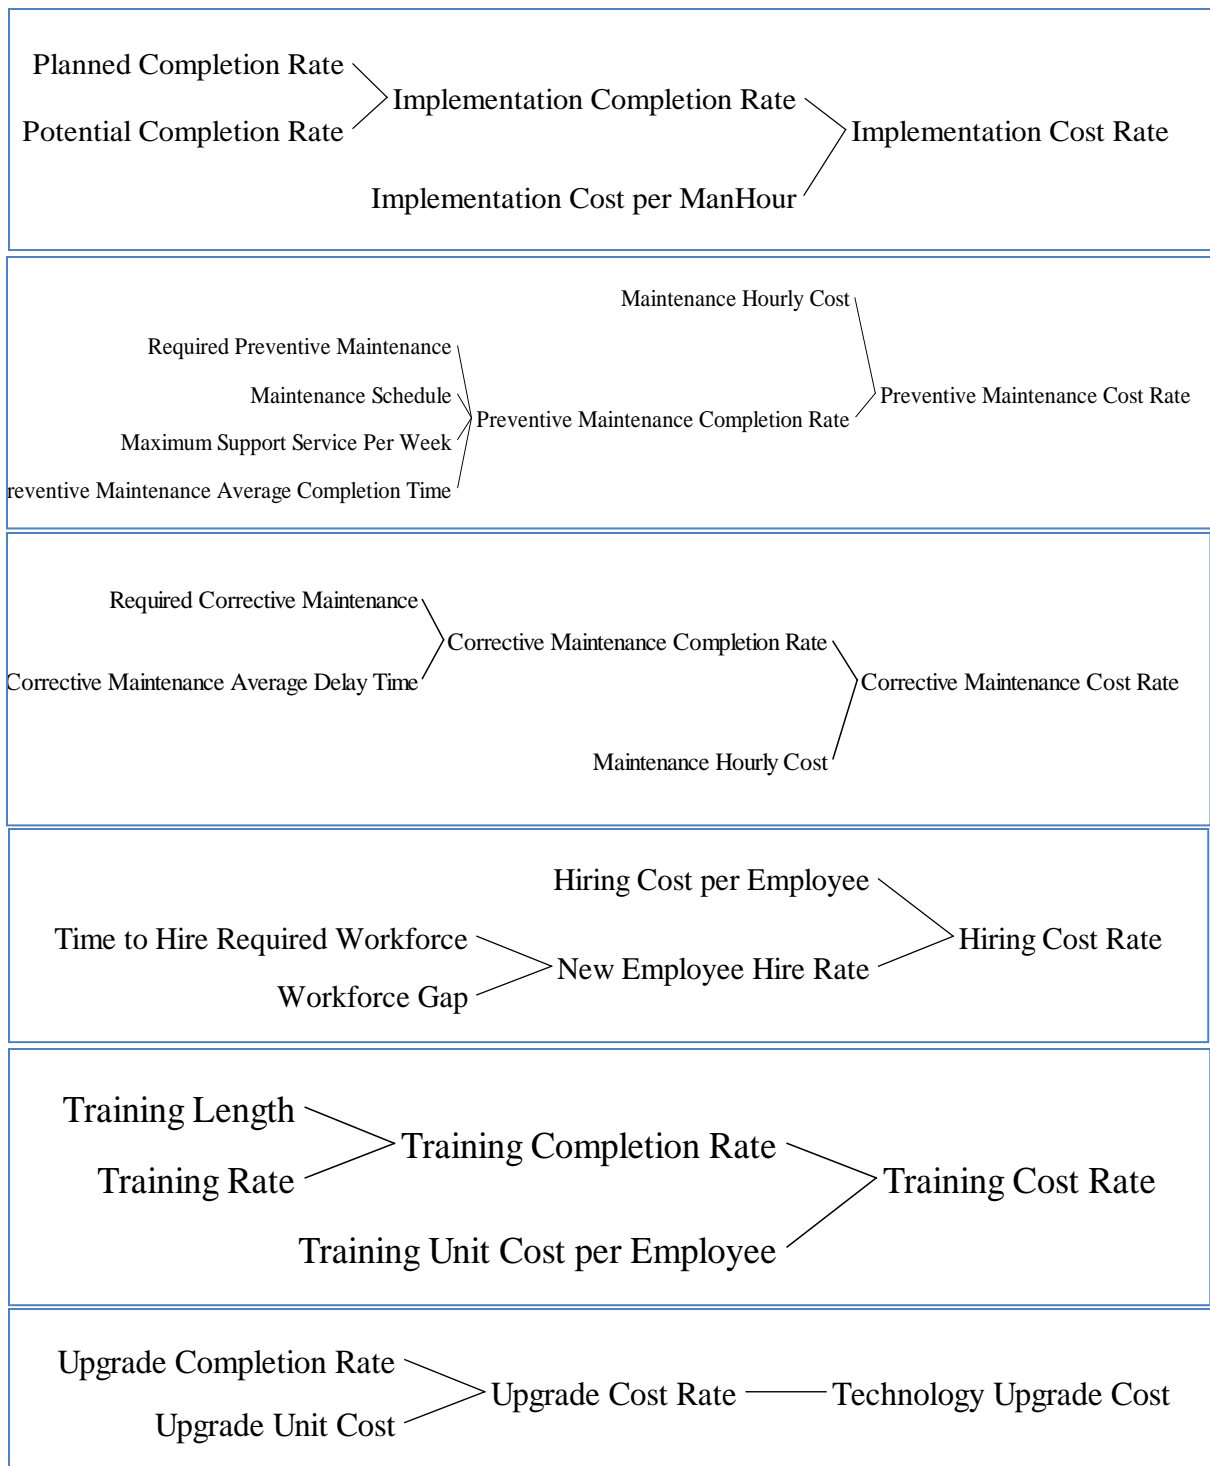 Planned Completion Rate
Implementation Completion Rate
Potential Completion Rate
Implementation Cost Rate
Implementation Cost per ManHour
Maintenance Hourly Cost
Required Preventive Maintenance
Maintenance Schedule
Preventive Maintenance Cost Rate
Preventive Maintenance Completion Rate
Maximum Support Service Per Week
reventive Maintenance Average Completion Time
Required Corrective Maintenance
Corrective Maintenance Completion Rate
Corrective Maintenance Average Delay Time
Corrective Maintenance Cost Rate
Maintenance Hourly Cost
Hiring Cost per Employee
Time to Hire Required Workforce
Hiring Cost Rate
New Employee Hire Rate
Workforce Gap
Training Length
Training Completion Rate
Training Rate
Training Cost Rate
Training Unit Cost per Employee
Upgrade Completion Rate
Upgrade Cost Rate
Technology Upgrade Cost
Upgrade Unit Cost